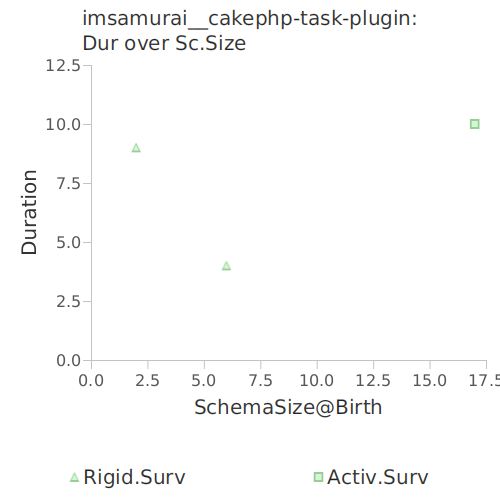 imsamurai__cakephp-task-plugin:
Dur over Sc.Size
12.5
10.0
7.5
5.0
2.5
0.0
Duration
0.0 2.5 5.0 7.5 10.0 12.5 15.0 17.5
SchemaSize@Birth
Rigid.Surv Activ.Surv